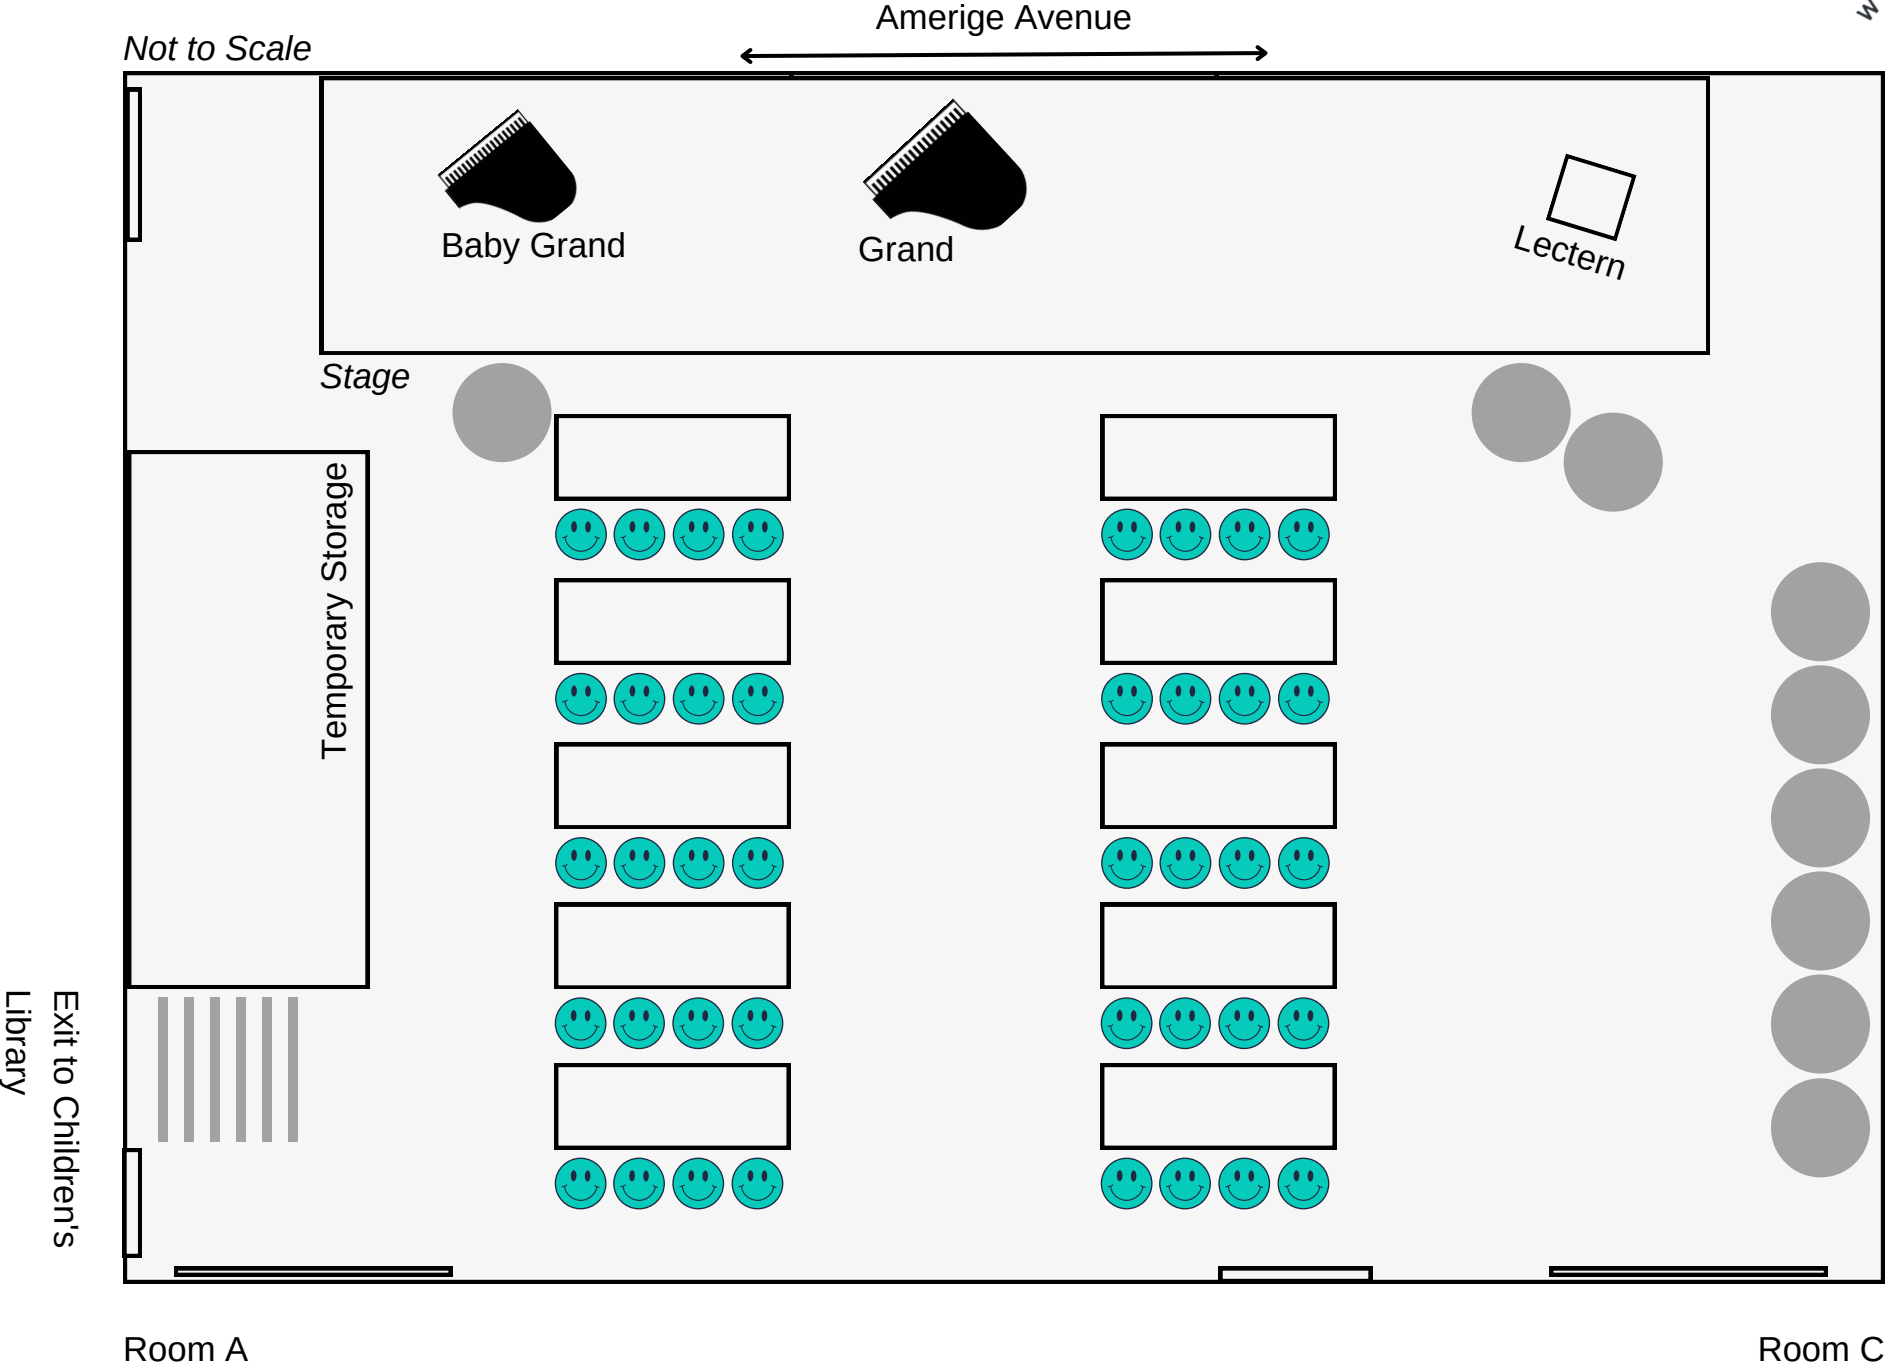 Amerige Avenue
Not to Scale
Baby Grand
Grand
Lectern
Stage
Temporary Storage
Exit to Children's
Library
Room A
Room C